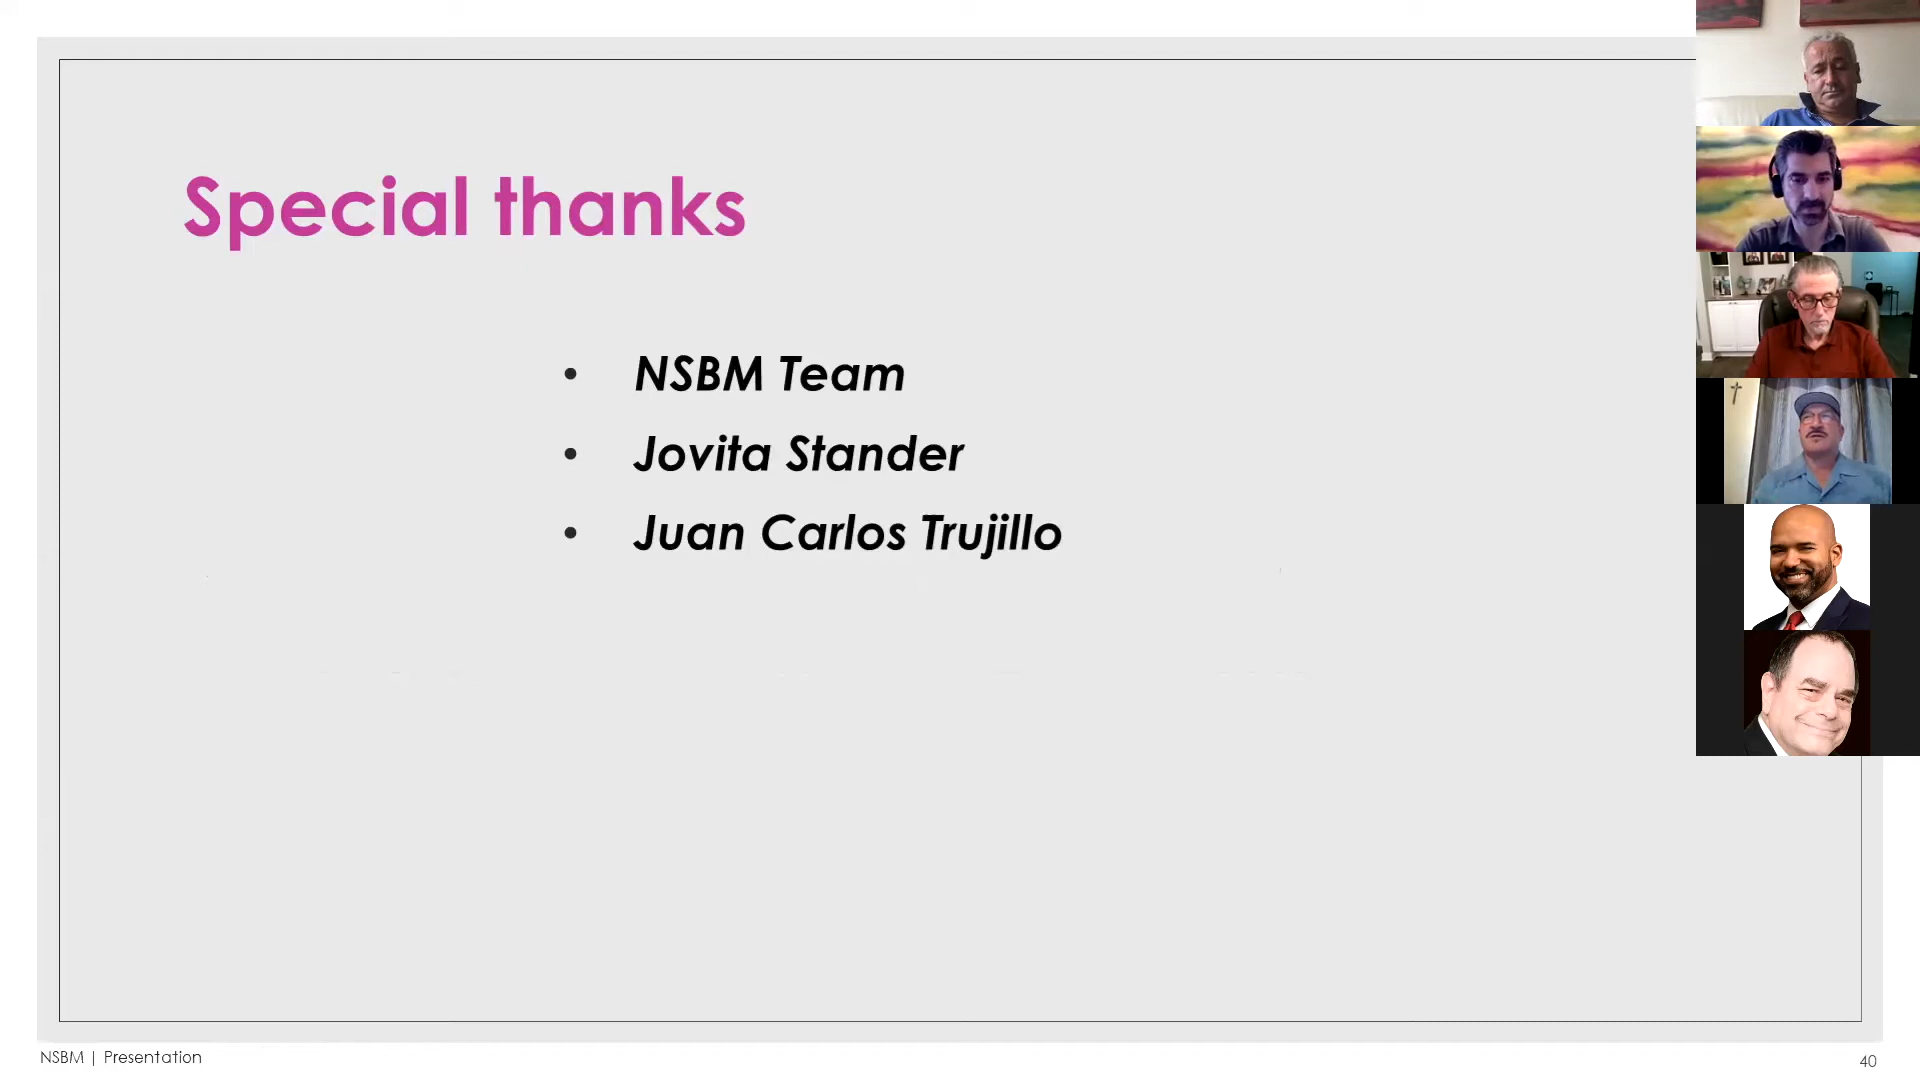 Special thanks
• NSBM Team
• Jovita Stander
• Juan Carlos Trujillo
NSBM | Presentation
40